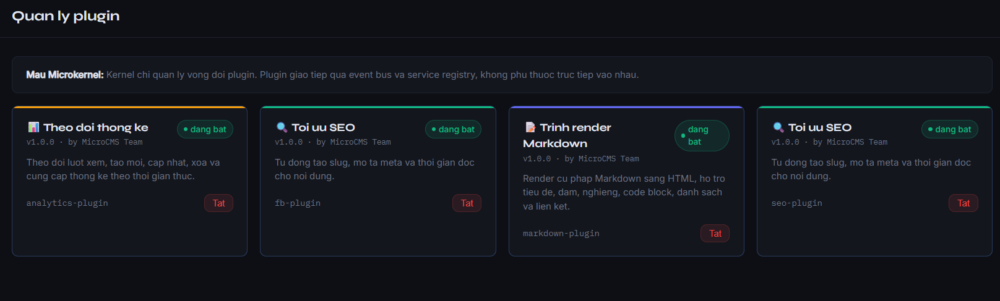 Quan ly plugin
Mau Microkernel: Kernel chi quan ly vong doi plugin. Plugin giao tiep qua event bus va service registry, khong phu thuoc truc tiep vao nhau.
Theo doi thong ke
dang bat
v1.0.0 · by MicroCMS Team
Theo doi luot xem, tao moi, cap nhat, xoa va
cung cap thong ke theo thoi gian thuc.
analytics-plugin
Tat
Toi uu SEO
dang bat
v1.0.0 · by MicroCMS Team
Tu dong tao slug, mo ta meta va thoi gian doc
cho noi dung.
fb-plugin
Tat
Trinh render
Markdown
dang
bat
v1.0.0 · by MicroCMS Team
Render cu phap Markdown sang HTML, ho tro
tieu de, dam, nghieng, code block, danh sach
va lien ket.
markdown-plugin
Tat
Toi uu SEO
dang bat
v1.0.0 · by MicroCMS Team
Tu dong tao slug, mo ta meta va thoi gian doc
cho noi dung.
seo-plugin
Tat